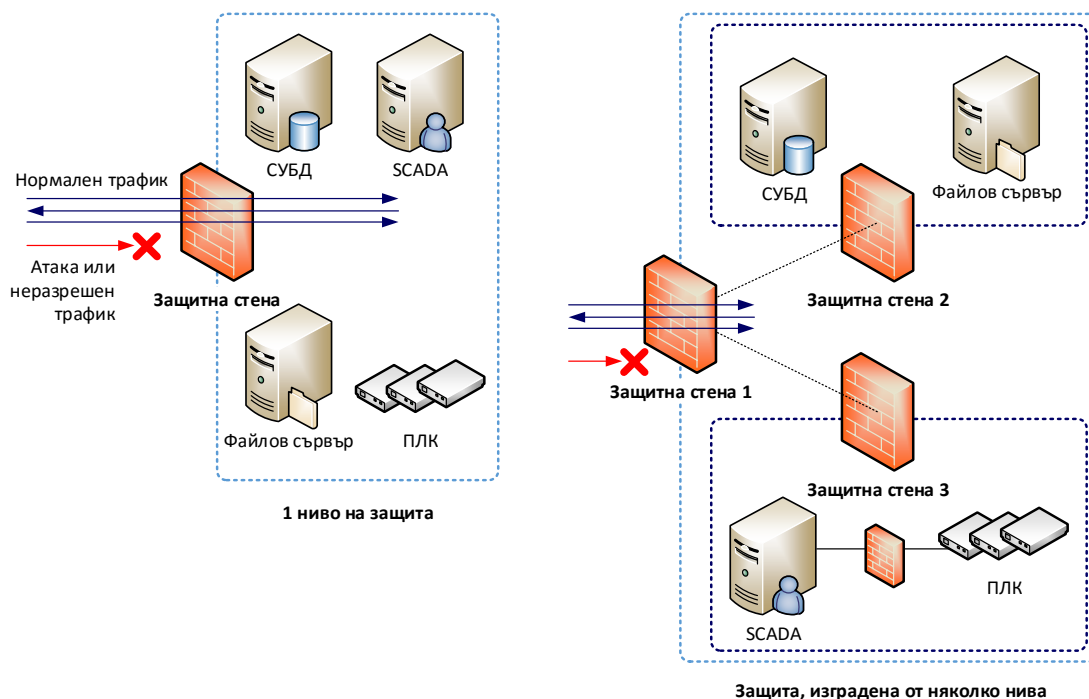 СУБД
SCADA
Нормален трафик
Атака или
неразрешен
трафик
Защитна стена
Файлов сървър
ПЛК
1 ниво на защита
СУБД
Файлов сървър
Защитна стена 2
Защитна стена 1
Защитна стена 3
SCADA
ПЛК
Защита, изградена от няколко нива